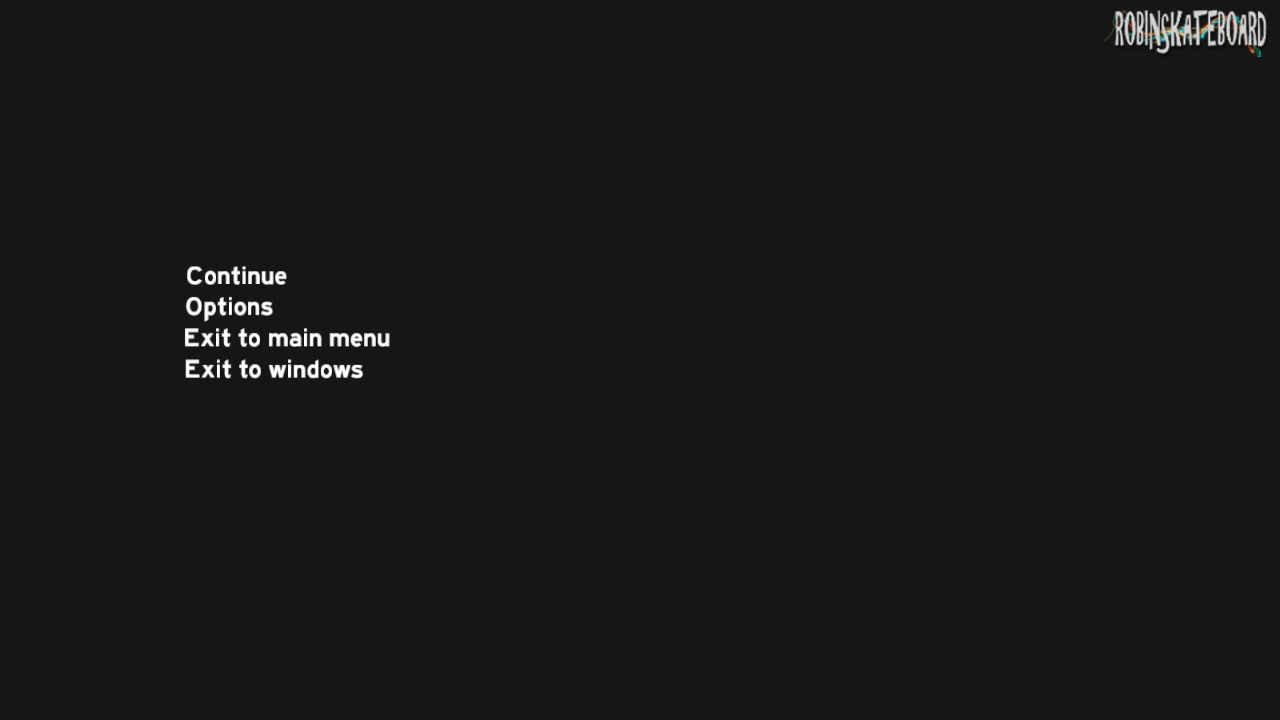 ROBINSKATEBOARD
Continue
Options
Exit to main menu
Exit to windows